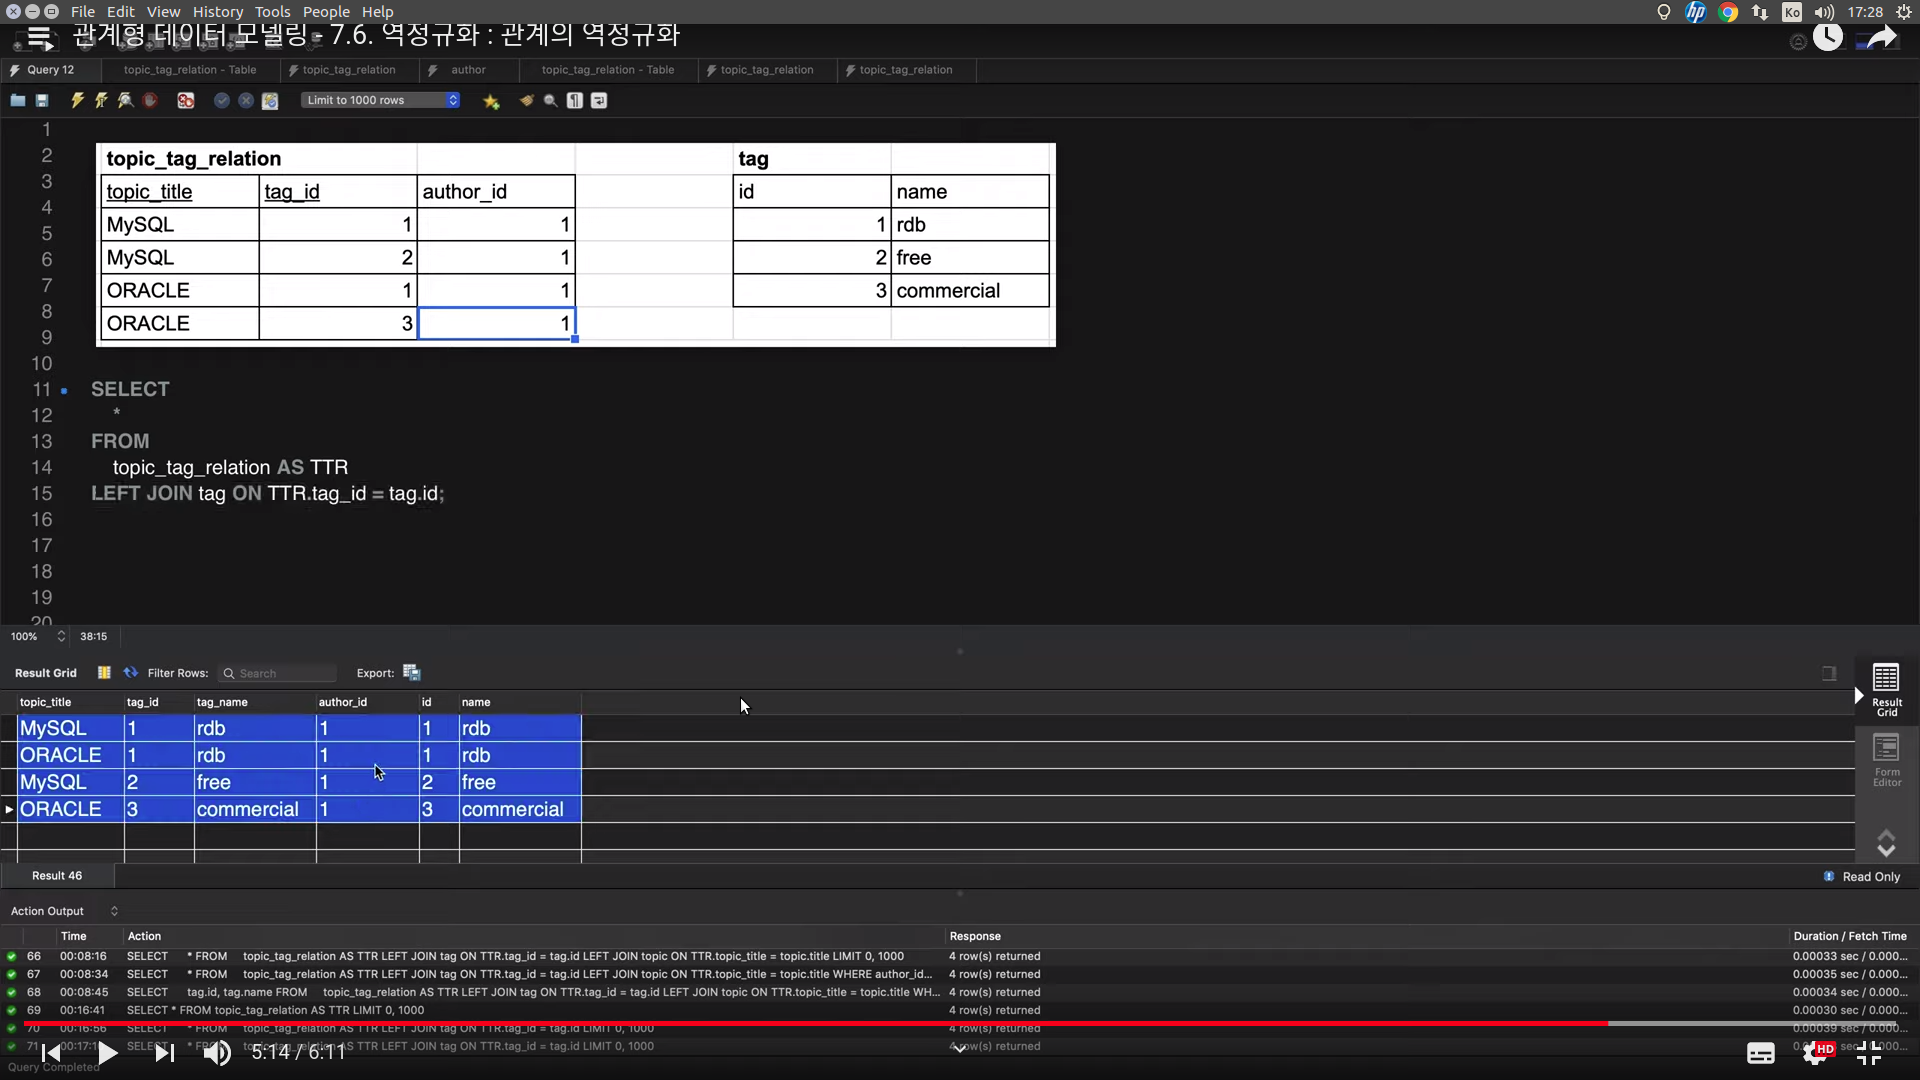 File Edit View History Tools People Help
Ko 17:28
관계형 데이터 모델링 - 7.6. 역정규화 : 관계의 역정규화
Query 12 topic_tag_relation - Table topic_tag_relation author topic_tag_relation - Table topic_tag_relation topic_tag_relation
Limit to 1000 rows
1
2
3
4
5
6
7
8
9
10
topic_tag_relation tag
topic_title tag_id author_id id name
MySQL 1 1 1 rdb
MySQL 2 1 2 free
ORACLE 1 1 3 commercial
ORACLE 3 1
11 SELECT
12 *
13 FROM
14 topic_tag_relation AS TTR
15 LEFT JOIN tag ON TTR.tag_id = tag.id;
16
17
18
19
20
100% 38:15
Result Grid Filter Rows: Search Export:
topic_title tag_id tag_name author_id id name
MySQL 1 rdb 1 1 rdb
ORACLE 1 rdb 1 1 rdb
MySQL 2 free 1 2 free
ORACLE 3 commercial 1 3 commercial
Result
Grid
Form
Editor
Result 46 Read Only
Action Output
Time Action Response Duration / Fetch Time
66 00:08:16 SELECT * FROM topic_tag_relation AS TTR LEFT JOIN tag ON TTR.tag_id = tag.id LEFT JOIN topic ON TTR.topic_title = topic.title LIMIT 0, 1000 4 row(s) returned 0.00033 sec / 0.000...
67 00:08:34 SELECT * FROM topic_tag_relation AS TTR LEFT JOIN tag ON TTR.tag_id = tag.id LEFT JOIN topic ON TTR.topic_title = topic.title WHERE author_id... 4 row(s) returned 0.00035 sec / 0.000...
68 00:08:45 SELECT tag.id, tag.name FROM topic_tag_relation AS TTR LEFT JOIN tag ON TTR.tag_id = tag.id LEFT JOIN topic ON TTR.topic_title = topic.title WH... 4 row(s) returned 0.00034 sec / 0.000...
69 00:16:41 SELECT * FROM topic_tag_relation AS TTR LIMIT 0, 1000 4 row(s) returned 0.00030 sec / 0.000...
70 00:16:56 SELECT * FROM topic_tag_relation AS TTR LEFT JOIN tag ON TTR.tag_id = tag.id LIMIT 0, 1000 4 row(s) returned 0.00039 sec / 0.000...
71 AS TTR LEFT JOIN tag ON TTR.tag_id = tag.id LIMIT 0, 1000 row(s) returned
5:14 / 6:11 HD
Query Completed